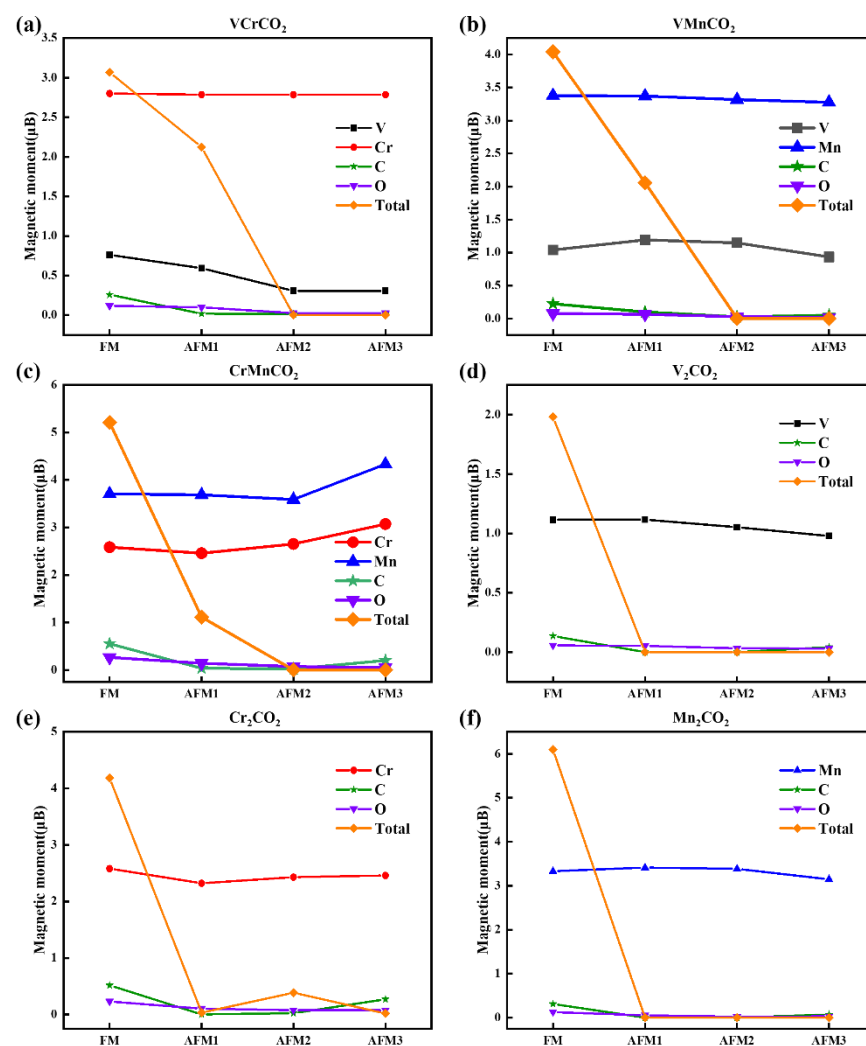 (a)
VCrCO₂
Magnetic moment(μB)
3.5
3.0
2.5
2.0
1.5
1.0
0.5
0.0
V
Cr
C
O
Total
FM AFM1 AFM2 AFM3
(b)
VMnCO₂
Magnetic moment(μB)
4.0
3.5
3.0
2.5
2.0
1.5
1.0
0.5
0.0
V
Mn
C
O
Total
FM AFM1 AFM2 AFM3
(c)
CrMnCO₂
Magnetic moment(μB)
6
5
4
3
2
1
0
Cr
Mn
C
O
Total
FM AFM1 AFM2 AFM3
(d)
V₂CO₂
Magnetic moment(μB)
2.0
1.5
1.0
0.5
0.0
V
C
O
Total
FM AFM1 AFM2 AFM3
(e)
Cr₂CO₂
Magnetic moment(μB)
5
4
3
2
1
0
Cr
C
O
Total
FM AFM1 AFM2 AFM3
(f)
Mn₂CO₂
Magnetic moment(μB)
6
5
4
3
2
1
0
Mn
C
O
Total
FM AFM1 AFM2 AFM3